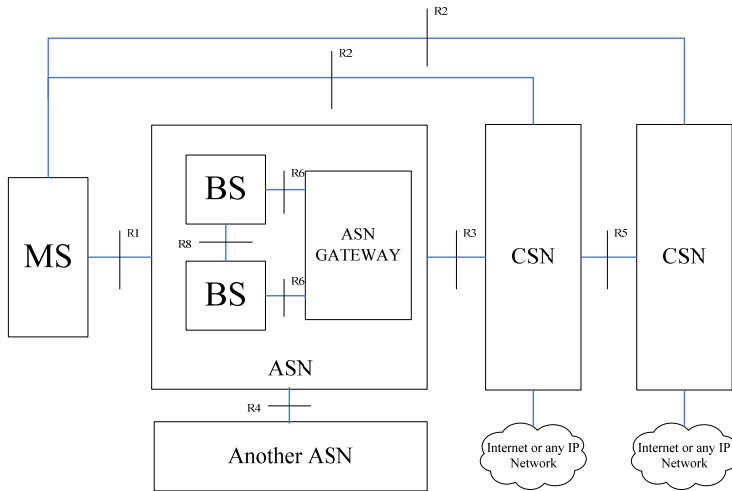 R2
R2
MS
R1
BS
R6
R8
BS
R6
ASN
GATEWAY
ASN
R3
CSN
R5
CSN
R4
Another ASN
Internet or any IP
Network
Internet or any IP
Network